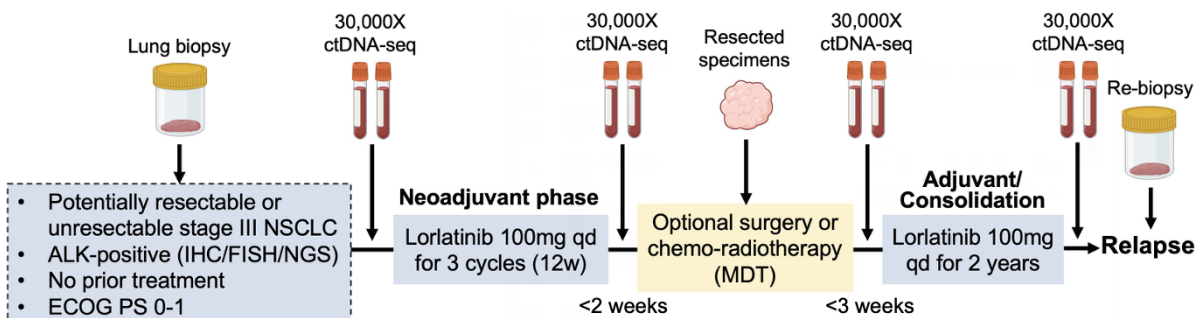 Lung biopsy
30,000X
ctDNA-seq
30,000X
ctDNA-seq
Resected
specimens
30,000X
ctDNA-seq
30,000X
ctDNA-seq
Re-biopsy
• Potentially resectable or
unresectable stage III NSCLC
• ALK-positive (IHC/FISH/NGS)
• No prior treatment
• ECOG PS 0-1
Neoadjuvant phase
Lorlatinib 100mg qd
for 3 cycles (12w)
<2 weeks
Optional surgery or
chemo-radiotherapy
(MDT)
<3 weeks
Adjuvant/
Consolidation
Lorlatinib 100mg
qd for 2 years
Relapse